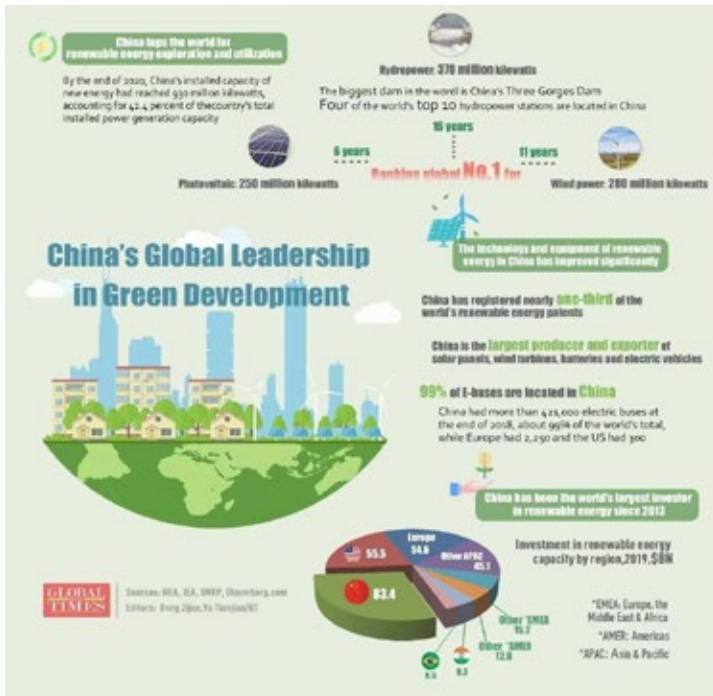 China tops the world for
renewable energy exploration and utilization
By the end of 2020, China's installed capacity of
new energy had reached 930 million kilowatts,
accounting for 42.4 percent of thecountry's total
installed power generation capacity
Hydropower: 370 million kilowatts
The biggest dam in the world is China's Three Gorges Dam
Four of the world's top 10 hydropower stations are located in China
16 years
6 years
11 years
Ranking global No.1 for
Photovoltaic: 250 million kilowatts
Wind power: 280 million kilowatts
China's Global Leadership
in Green Development
The technology and equipment of renewable
energy in China has improved significantly
China has registered nearly one-third of the
world's renewable energy patents
China is the largest producer and exporter of
solar panels, wind turbines, batteries and electric vehicles
99% of E-buses are located in China
China had more than 421,000 electric buses at
the end of 2018, about 99% of the world's total,
while Europe had 2,250 and the US had 300
China has been the world's largest investor
in renewable energy since 2013
Investment in renewable energy
capacity by region,2019,$BN
Europe
54.6
55.5
Other APAC
45.1
83.4
Other *EMEA
15.2
Other *AMER
12.6
9.3
*EMEA: Europe, the
Middle East & Africa
*AMER: Americas
*APAC: Asia & Pacific
GLOBAL
TIMES
Sources: NEA, IEA, UNEP, Bloomberg.com
Editors: